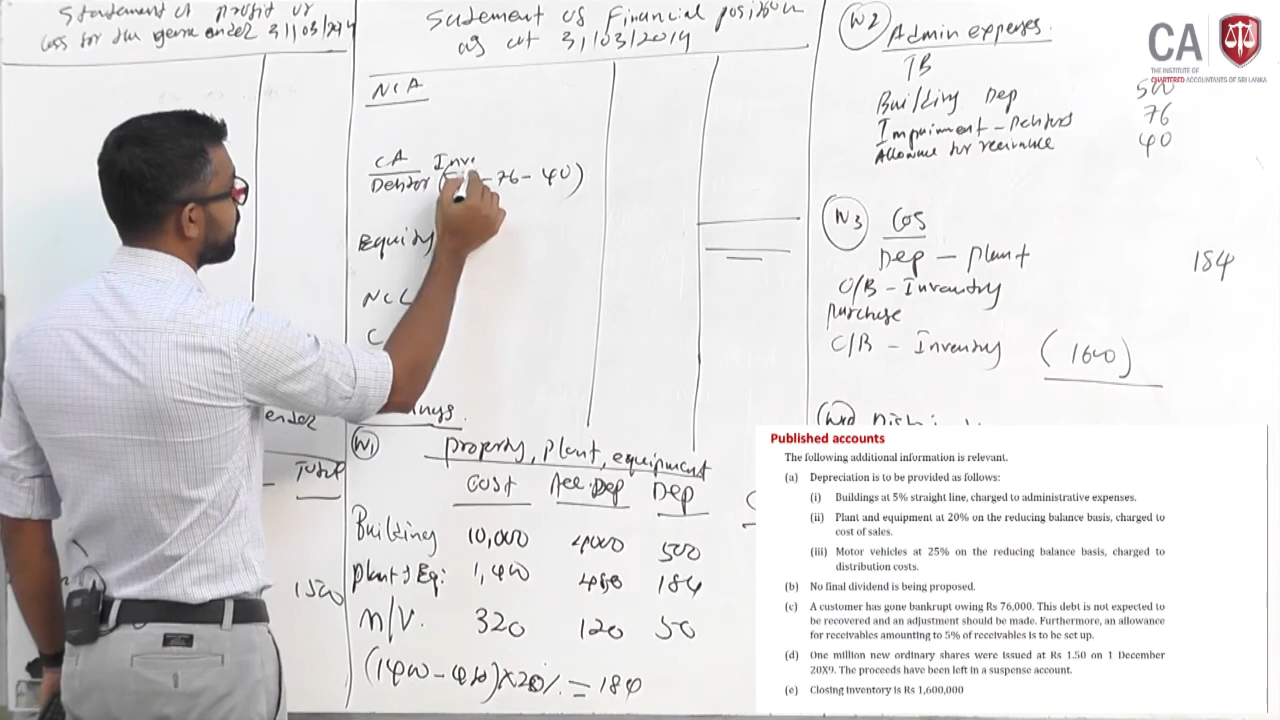 Statement of profit or
loss for the year ended 31/03/2014
Statement of Financial position
as at 31/03/2014
NCA
CA
Inve
Debtor ( - 76 - 40)
Equity
NCL
C
W2
Admin expenses.
TB
Building Dep 500
Impairment - Debtors 76
Allowance for receivable 40
W3
COS
Dep - Plant 184
O/B - Inventory
purchase
C/B - Inventory (1600)
ended
1500
W1
property, plant, equipment
Cost Acc. Dep Dep
Building 10,000 4000 500
Plant & Eq: 1,400 480 184
M/V. 320 120 50
(1400 - 480) × 20% = 184
CA
THE INSTITUTE OF
CHARTERED ACCOUNTANTS OF SRI LANKA
Published accounts
The following additional information is relevant.
(a) Depreciation is to be provided as follows:
(i) Buildings at 5% straight line, charged to administrative expenses.
(ii) Plant and equipment at 20% on the reducing balance basis, charged to
cost of sales.
(iii) Motor vehicles at 25% on the reducing balance basis, charged to
distribution costs.
(b) No final dividend is being proposed.
(c) A customer has gone bankrupt owing Rs 76,000. This debt is not expected to
be recovered and an adjustment should be made. Furthermore, an allowance
for receivables amounting to 5% of receivables is to be set up.
(d) One million new ordinary shares were issued at Rs 1.50 on 1 December
20X9. The proceeds have been left in a suspense account.
(e) Closing inventory is Rs 1,600,000